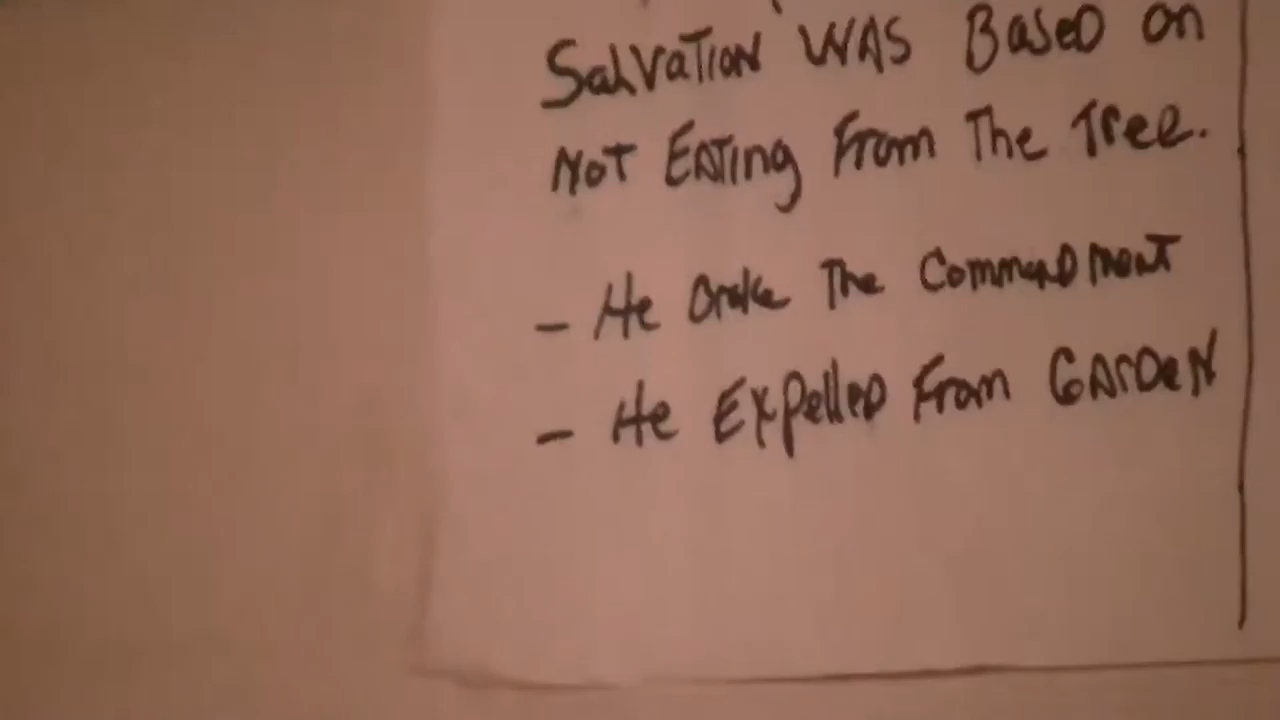 Salvation was Based on
Not Eating From The Tree.
- He broke The Commandment
- He Expelled From Garden